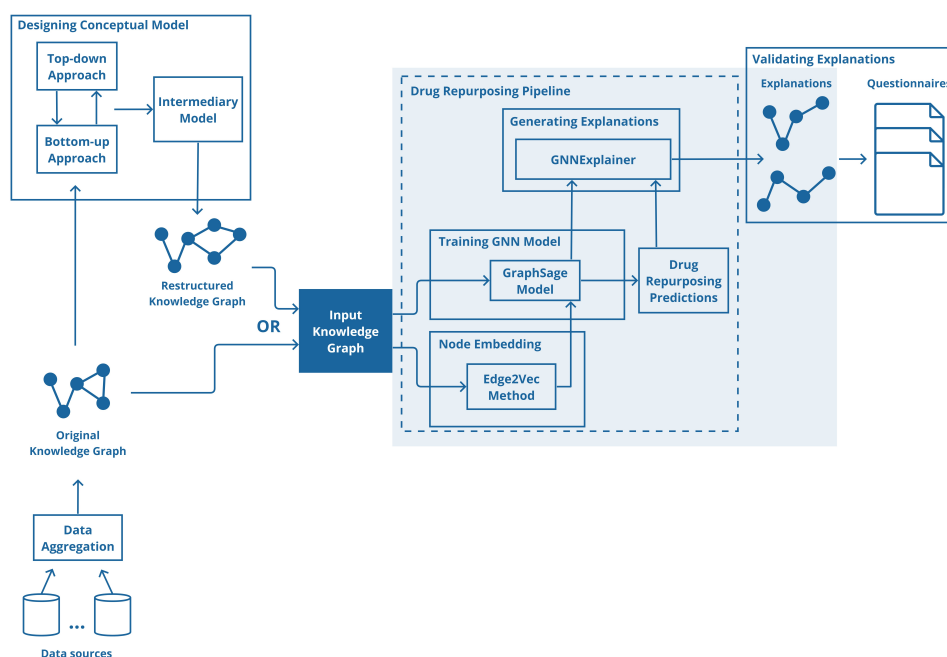 Designing Conceptual Model
Top-down
Approach
Intermediary
Model
Bottom-up
Approach
Restructured
Knowledge Graph
OR
Input
Knowledge
Graph
Original
Knowledge Graph
Data
Aggregation
...
Data sources
Drug Repurposing Pipeline
Generating Explanations
GNNExplainer
Training GNN Model
GraphSage
Model
Drug
Repurposing
Predictions
Node Embedding
Edge2Vec
Method
Validating Explanations
Explanations
Questionnaires